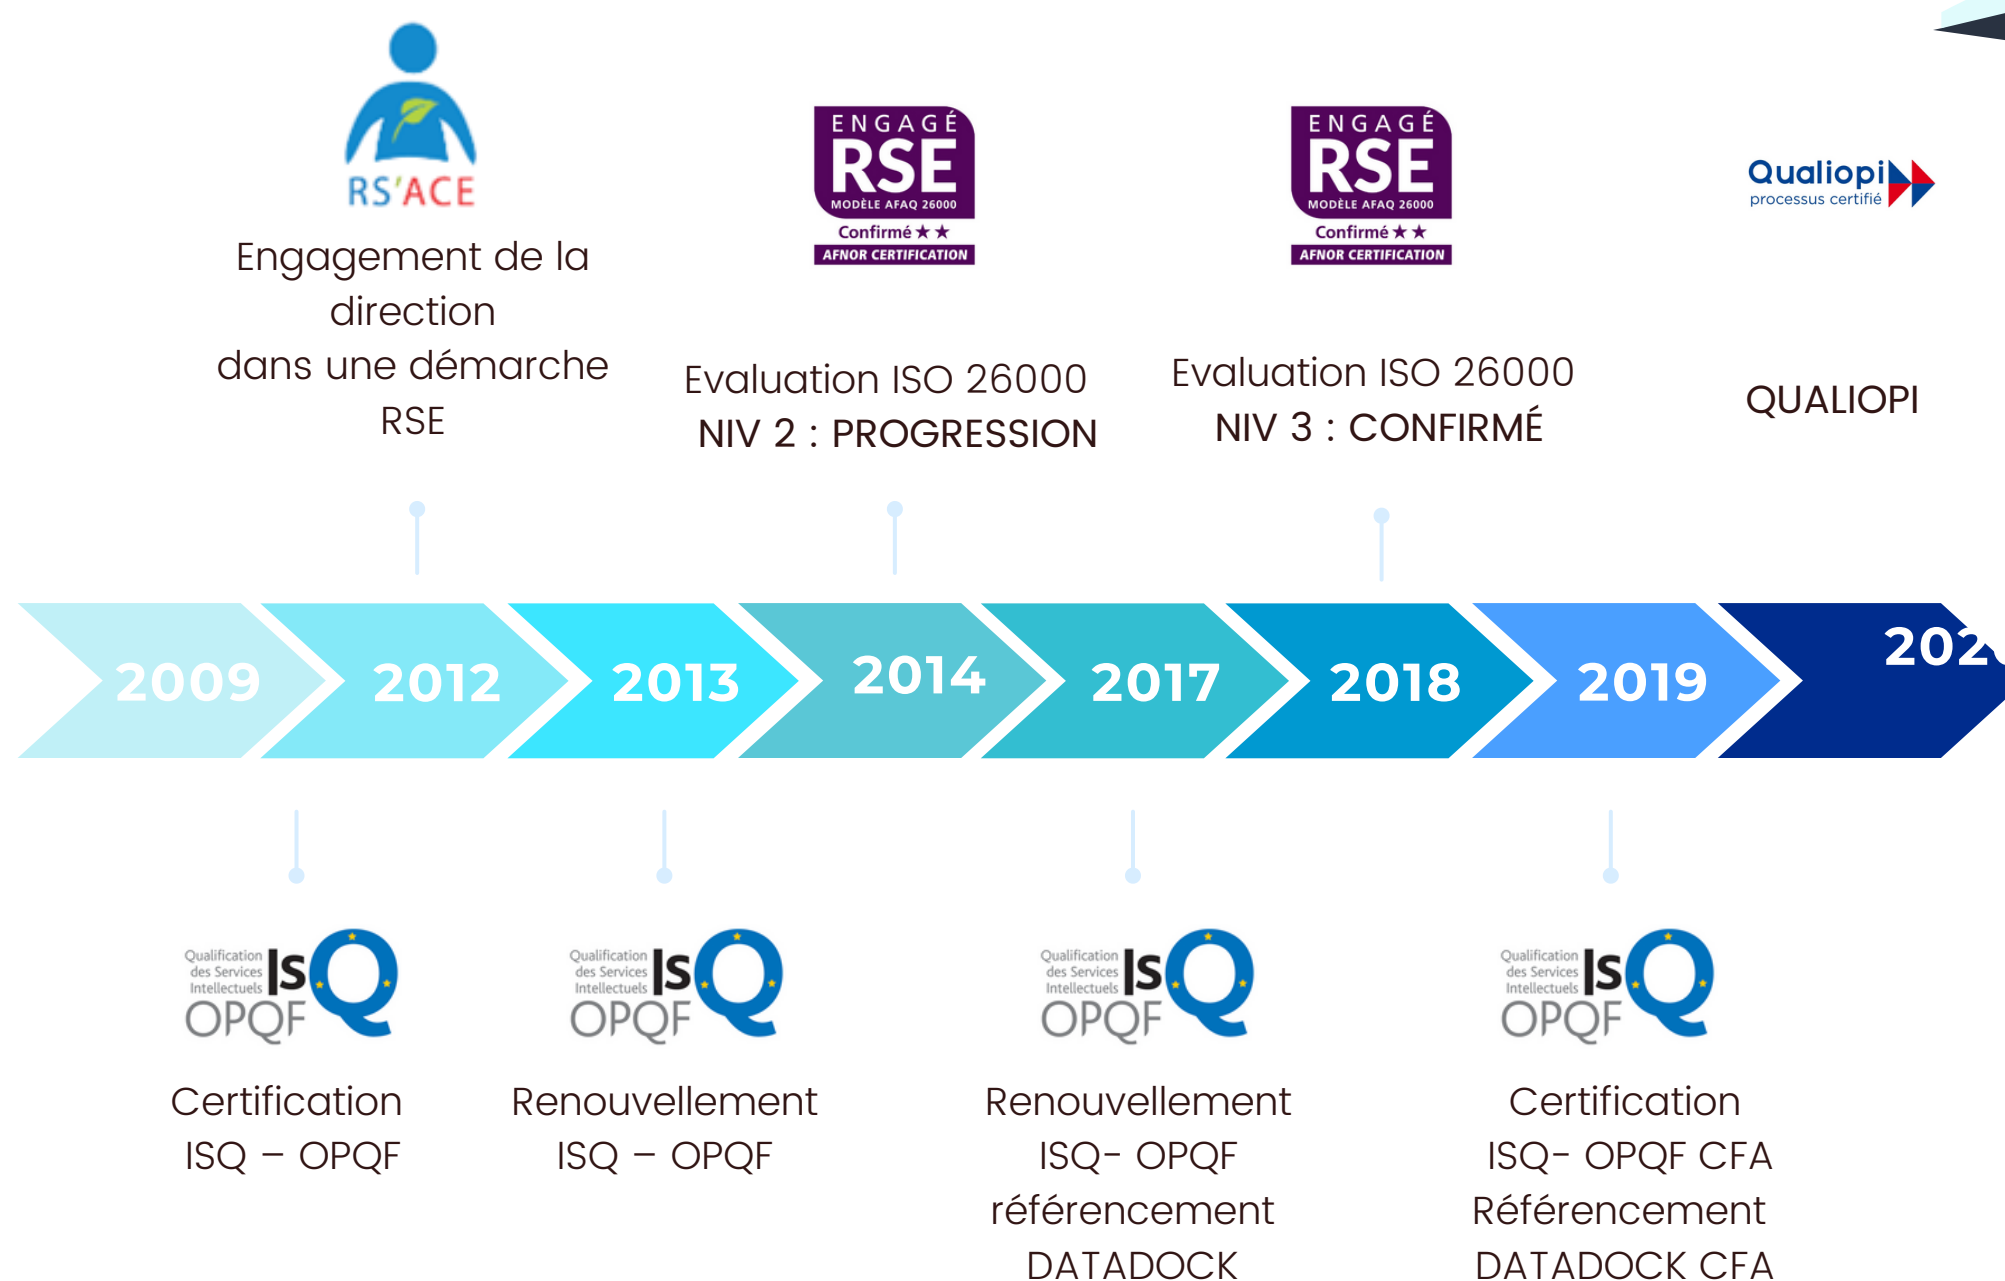 RS'ACE
Engagement de la
direction
dans une démarche
RSE
ENGAGÉ
RSE
MODÈLE AFAQ 26000
Confirmé ★ ★
AFNOR CERTIFICATION
Evaluation ISO 26000
NIV 2 : PROGRESSION
ENGAGÉ
RSE
MODÈLE AFAQ 26000
Confirmé ★ ★
AFNOR CERTIFICATION
Evaluation ISO 26000
NIV 3 : CONFIRMÉ
Qualiopi
processus certifié
QUALIOPI
2009
2012
2013
2014
2017
2018
2019
Qualification
des Services
Intellectuels
IsQ
OPQF
Certification
ISQ – OPQF
Qualification
des Services
Intellectuels
IsQ
OPQF
Renouvellement
ISQ – OPQF
Qualification
des Services
Intellectuels
IsQ
OPQF
Renouvellement
ISQ- OPQF
référencement
DATADOCK
Qualification
des Services
Intellectuels
IsQ
OPQF
Certification
ISQ- OPQF CFA
Référencement
DATADOCK CFA